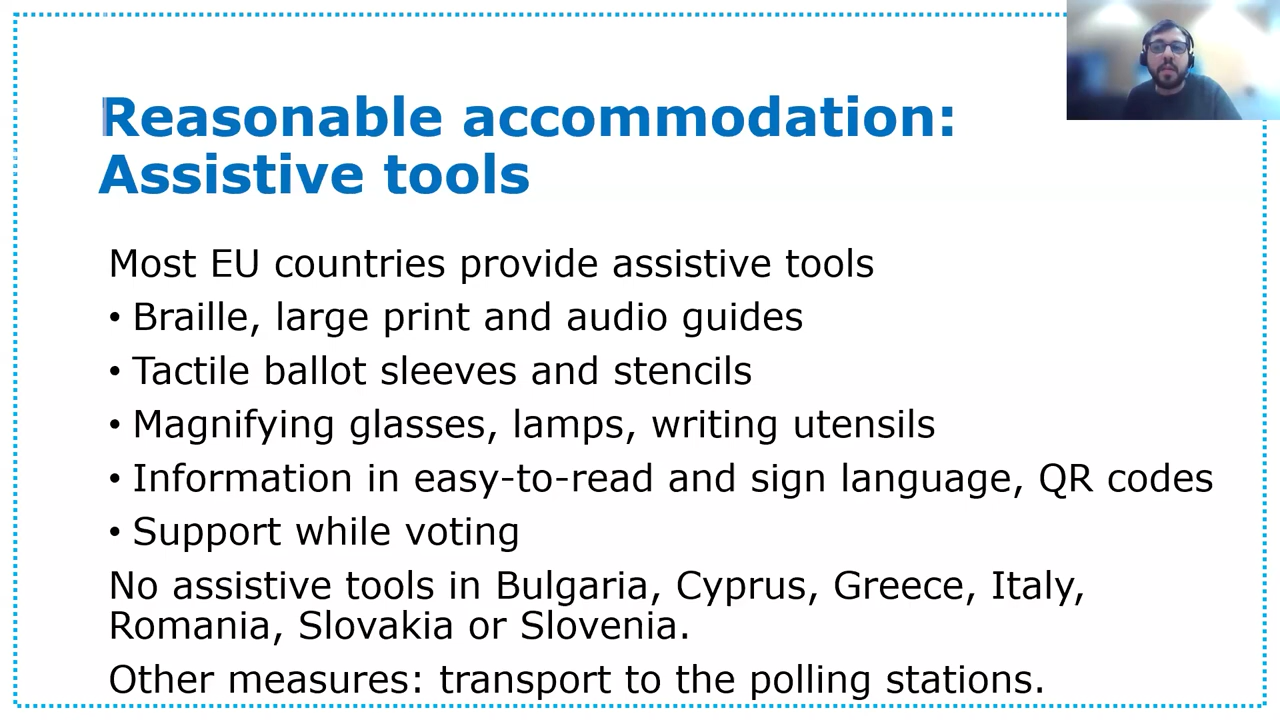 Reasonable accommodation:
Assistive tools
Most EU countries provide assistive tools
• Braille, large print and audio guides
• Tactile ballot sleeves and stencils
• Magnifying glasses, lamps, writing utensils
• Information in easy-to-read and sign language, QR codes
• Support while voting
No assistive tools in Bulgaria, Cyprus, Greece, Italy,
Romania, Slovakia or Slovenia.
Other measures: transport to the polling stations.